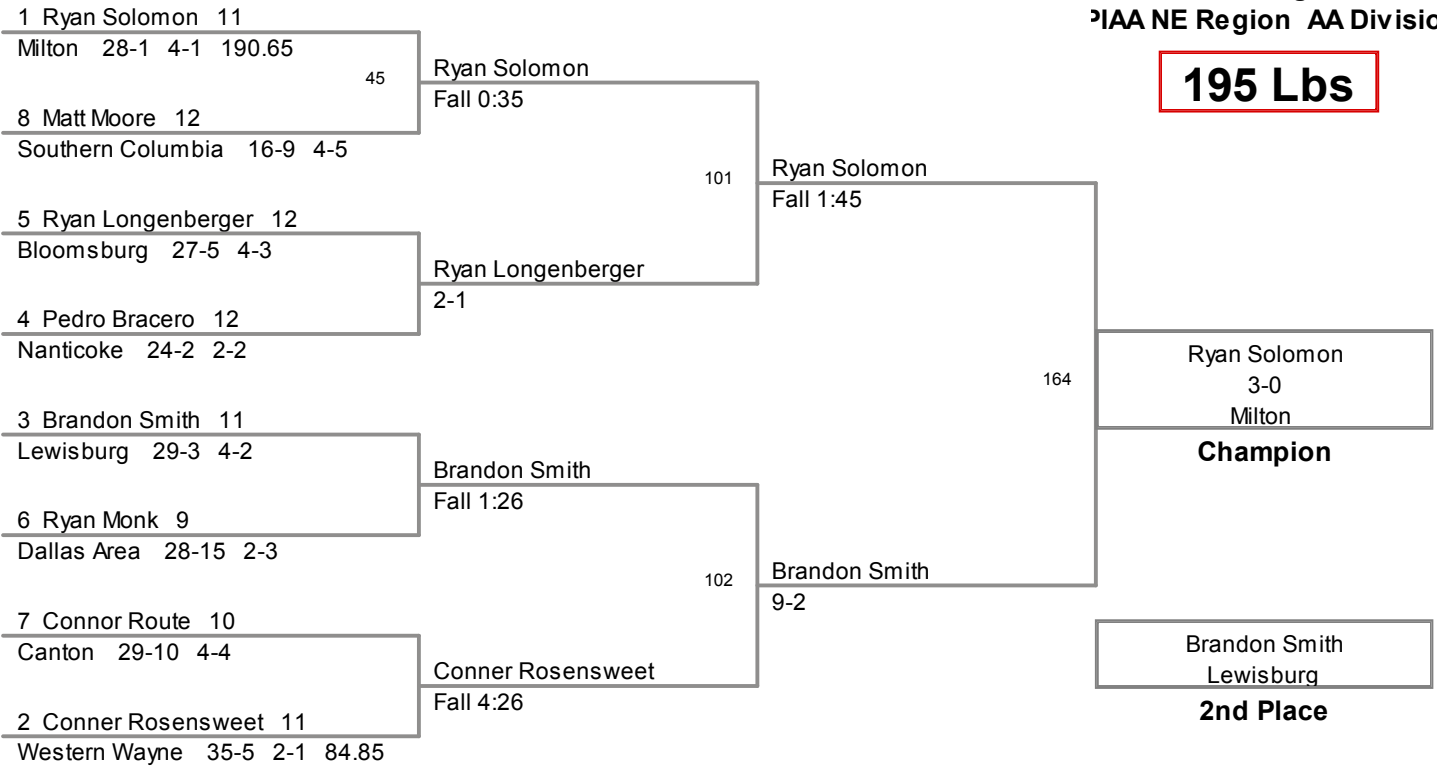 PIAA NE Region AA Divisio
195 Lbs
1 Ryan Solomon 11
Milton 28-1 4-1 190.65
45
8 Matt Moore 12
Southern Columbia 16-9 4-5
Ryan Solomon
Fall 0:35
5 Ryan Longenberger 12
Bloomsburg 27-5 4-3
4 Pedro Bracero 12
Nanticoke 24-2 2-2
Ryan Longenberger
2-1
101
Ryan Solomon
Fall 1:45
3 Brandon Smith 11
Lewisburg 29-3 4-2
6 Ryan Monk 9
Dallas Area 28-15 2-3
Brandon Smith
Fall 1:26
7 Connor Route 10
Canton 29-10 4-4
2 Conner Rosensweet 11
Western Wayne 35-5 2-1 84.85
Conner Rosensweet
Fall 4:26
102
Brandon Smith
9-2
164
Ryan Solomon
3-0
Milton
Champion
Brandon Smith
Lewisburg
2nd Place